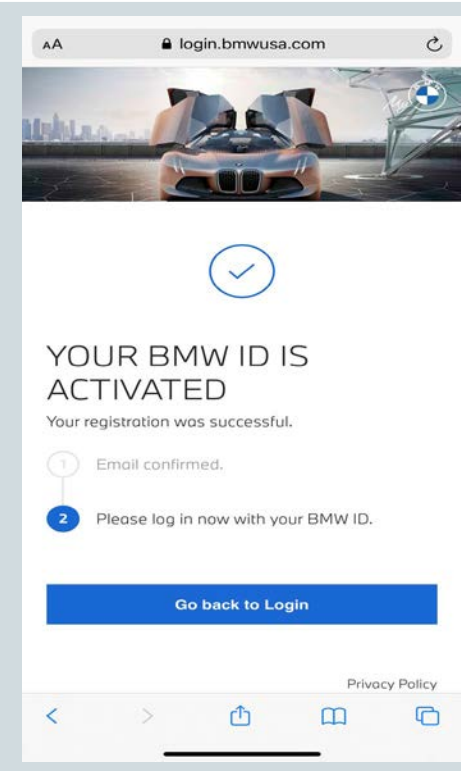 AA login.bmwusa.com
YOUR BMW ID IS
ACTIVATED
Your registration was successful.
1 Email confirmed.
2 Please log in now with your BMW ID.
Go back to Login
Privacy Policy